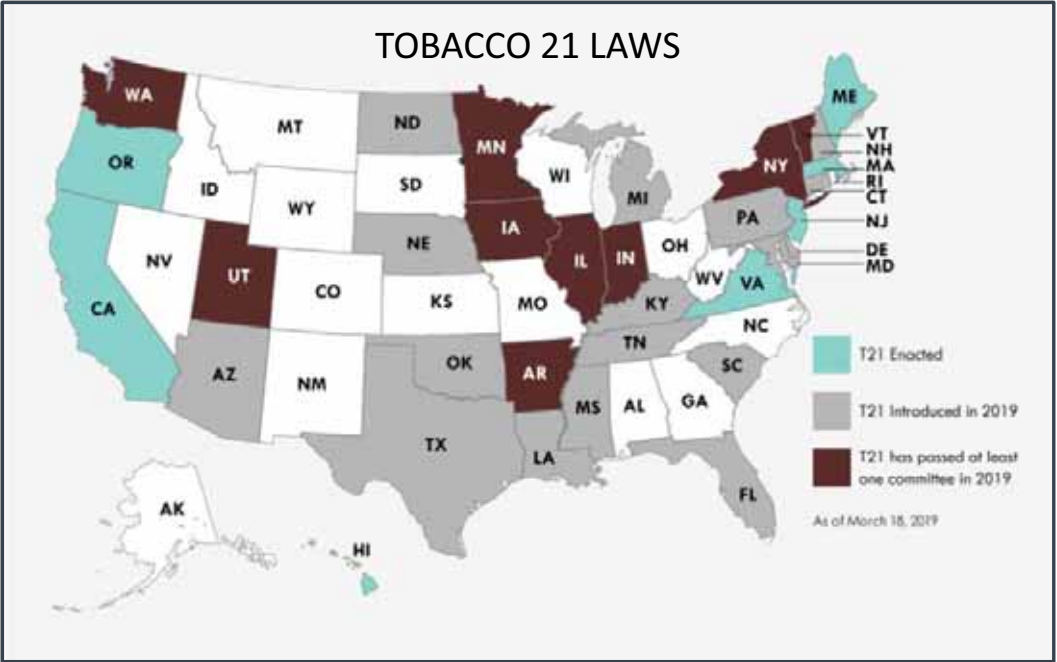 TOBACCO 21 LAWS
WA
MT
ND
MN
ME
VT
NH
MA
RI
CT
NJ
DE
MD
OR
ID
WY
SD
WI
MI
NY
PA
NE
IA
IL
IN
OH
WV
VA
NV
UT
CO
KS
MO
KY
CA
NC
TN
AZ
NM
OK
AR
SC
MS
AL
GA
TX
LA
FL
AK
HI
T21 Enacted
T21 Introduced in 2019
T21 has passed at least
one committee in 2019
As of March 18, 2019